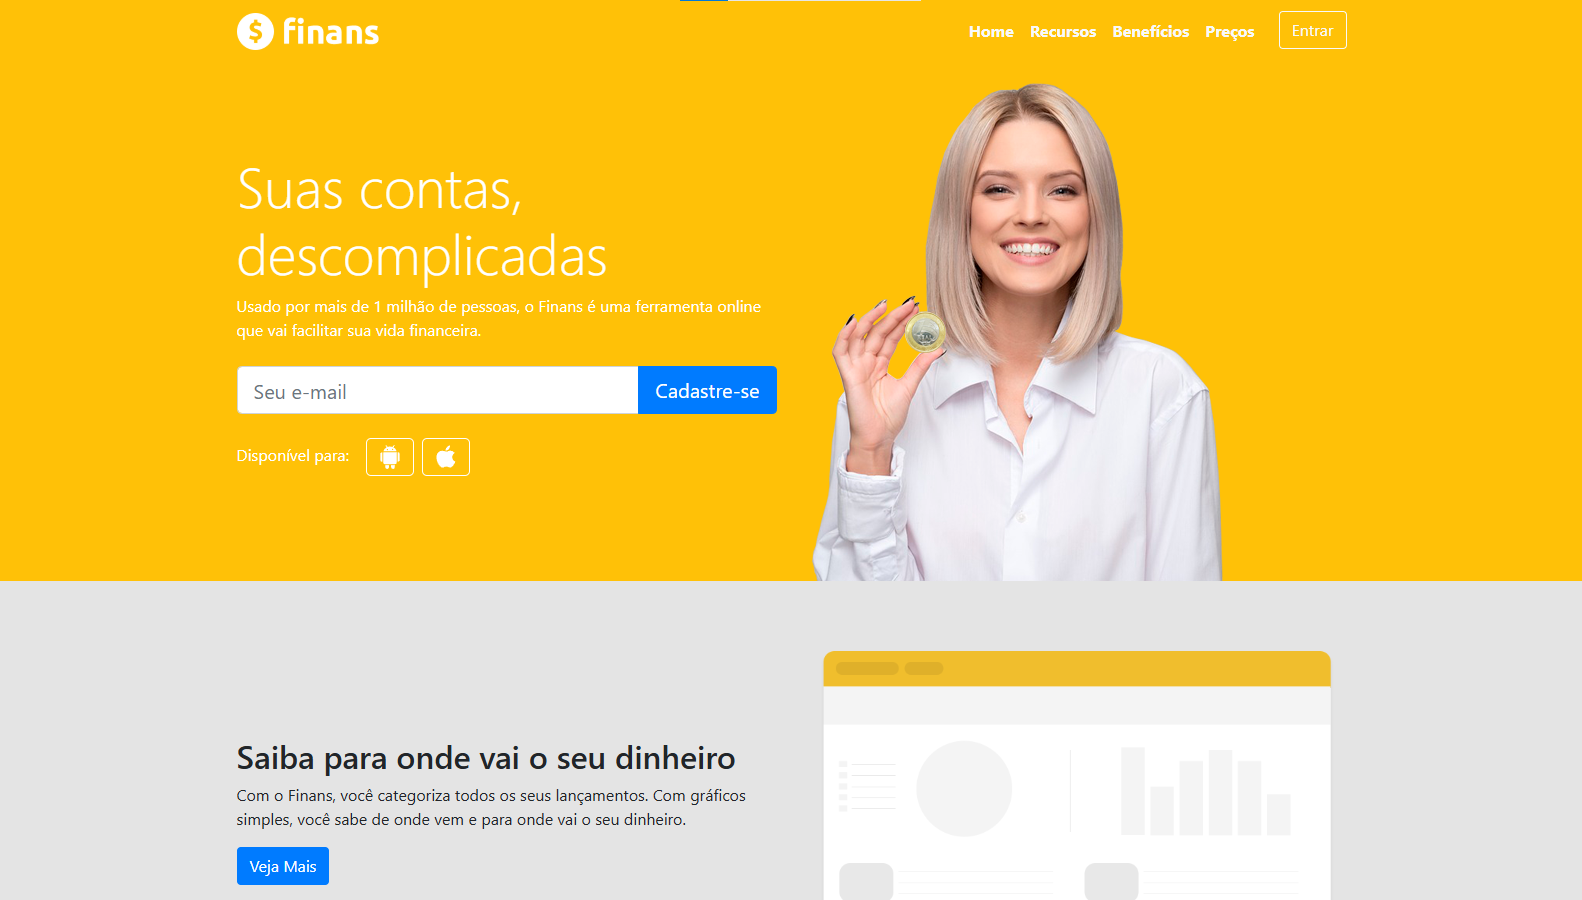 finans
Home Recursos Benefícios Preços Entrar
Suas contas,
descomplicadas
Usado por mais de 1 milhão de pessoas, o Finans é uma ferramenta online
que vai facilitar sua vida financeira.
Seu e-mail Cadastre-se
Disponível para:
Saiba para onde vai o seu dinheiro
Com o Finans, você categoriza todos os seus lançamentos. Com gráficos
simples, você sabe de onde vem e para onde vai o seu dinheiro.
Veja Mais